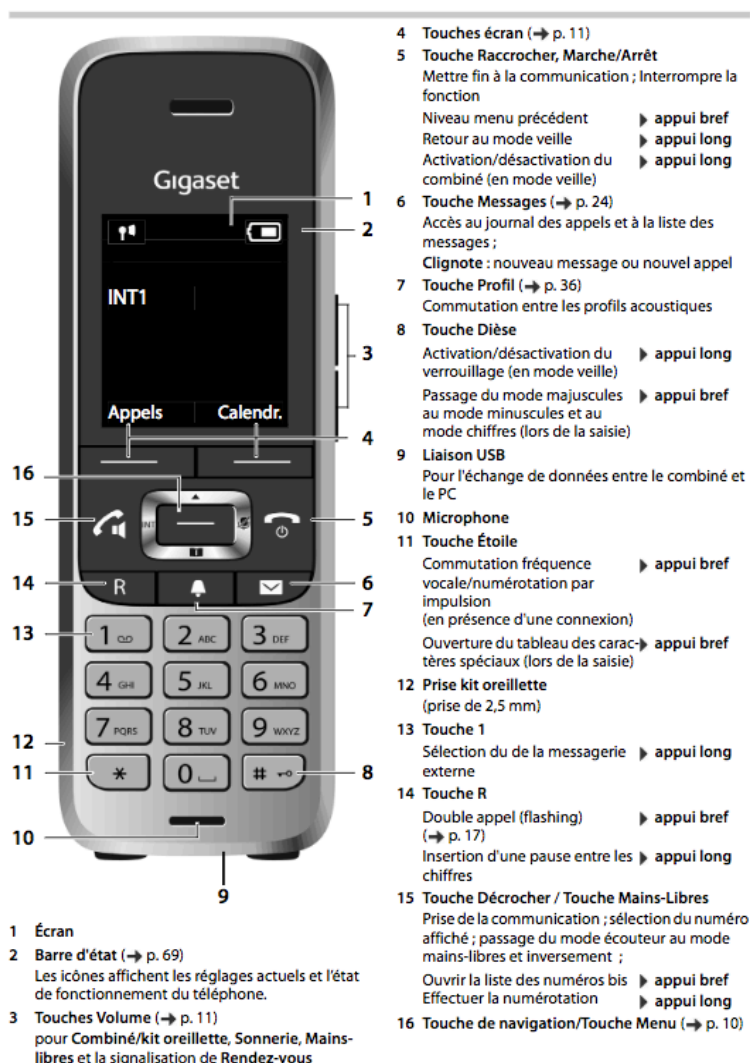 Gigaset
INT1
Appels Calendr.
INT
R
1
2 ABC
3 DEF
4 GHI
5 JKL
6 MNO
7 PQRS
8 TUV
9 WXYZ
*
0
#
1
2
3
4
5
6
7
8
9
10
11
12
13
14
15
16
1 Écran
2 Barre d'état (➔ p. 69)
Les icônes affichent les réglages actuels et l'état
de fonctionnement du téléphone.
3 Touches Volume (➔ p. 11)
pour Combiné/kit oreillette, Sonnerie, Mains-
libres et la signalisation de Rendez-vous
4 Touches écran (➔ p. 11)
5 Touche Raccrocher, Marche/Arrêt
Mettre fin à la communication ; Interrompre la
fonction
Niveau menu précédent ▶ appui bref
Retour au mode veille ▶ appui long
Activation/désactivation du ▶ appui long
combiné (en mode veille)
6 Touche Messages (➔ p. 24)
Accès au journal des appels et à la liste des
messages ;
Clignote : nouveau message ou nouvel appel
7 Touche Profil (➔ p. 36)
Commutation entre les profils acoustiques
8 Touche Dièse
Activation/désactivation du ▶ appui long
verrouillage (en mode veille)
Passage du mode majuscules ▶ appui bref
au mode minuscules et au
mode chiffres (lors de la saisie)
9 Liaison USB
Pour l'échange de données entre le combiné et
le PC
10 Microphone
11 Touche Étoile
Commutation fréquence ▶ appui bref
vocale/numérotation par
impulsion
(en présence d'une connexion)
Ouverture du tableau des carac- ▶ appui bref
tères spéciaux (lors de la saisie)
12 Prise kit oreillette
(prise de 2,5 mm)
13 Touche 1
Sélection du de la messagerie ▶ appui long
externe
14 Touche R
Double appel (flashing) ▶ appui bref
(➔ p. 17)
Insertion d'une pause entre les ▶ appui long
chiffres
15 Touche Décrocher / Touche Mains-Libres
Prise de la communication ; sélection du numéro
affiché ; passage du mode écouteur au mode
mains-libres et inversement ;
Ouvrir la liste des numéros bis ▶ appui bref
Effectuer la numérotation ▶ appui long
16 Touche de navigation/Touche Menu (➔ p. 10)